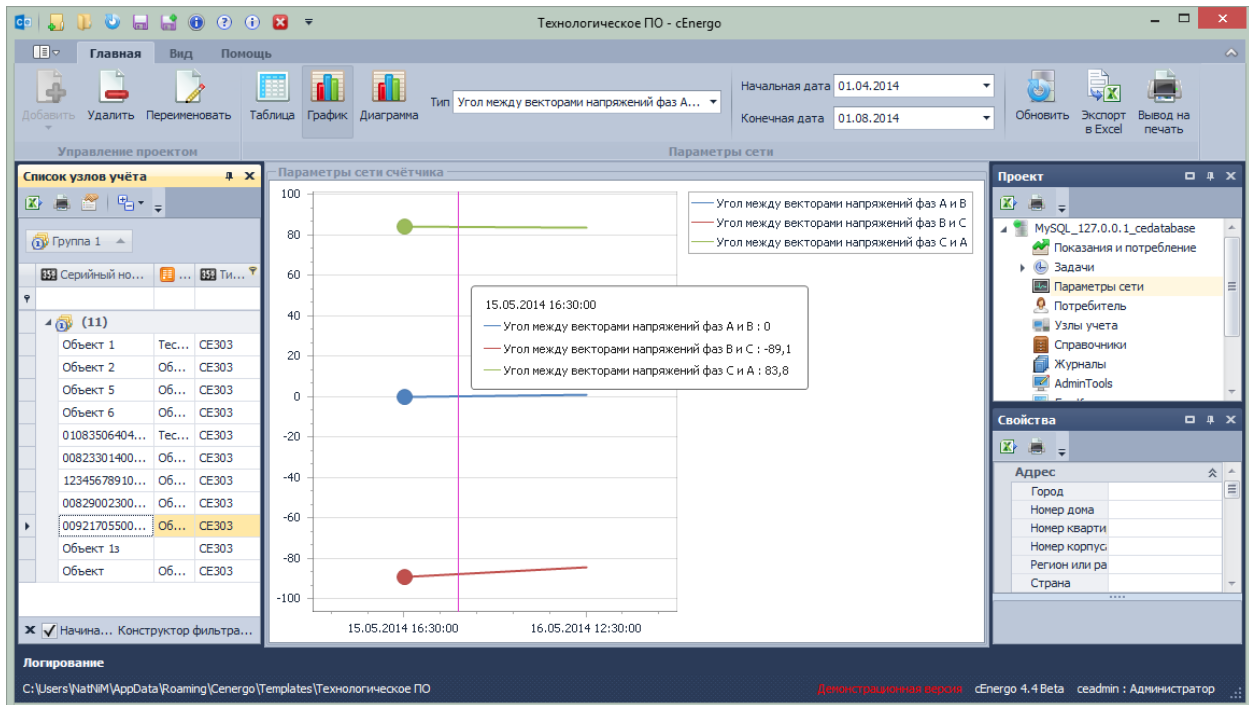 Технологическое ПО - cEnergo
Главная Вид Помощь
Добавить Удалить Переименовать
Таблица График Диаграмма
Тип Угол между векторами напряжений фаз А...
Начальная дата 01.04.2014
Конечная дата 01.08.2014
Обновить Экспорт в Excel Вывод на печать
Управление проектом
Параметры сети
Список узлов учёта
Группа 1
Серийный но... ... Ти...
(11)
Объект 1 Тес... CE303
Объект 2 Об... CE303
Объект 5 Об... CE303
Объект 6 Об... CE303
01083506404... Тес... CE303
00823301400... Об... CE303
12345678910... Об... CE303
00829002300... Об... CE303
00921705500... Об... CE303
Объект 1з CE303
Объект Об... CE303
Начина... Конструктор фильтра...
Параметры сети счётчика
100
80
60
40
20
0
-20
-40
-60
-80
-100
15.05.2014 16:30:00
16.05.2014 12:30:00
Угол между векторами напряжений фаз А и В
Угол между векторами напряжений фаз В и С
Угол между векторами напряжений фаз С и А
15.05.2014 16:30:00
Угол между векторами напряжений фаз А и В : 0
Угол между векторами напряжений фаз В и С : -89,1
Угол между векторами напряжений фаз С и А : 83,8
Проект
MySQL_127.0.0.1_cedatabase
Показания и потребление
Задачи
Параметры сети
Потребитель
Узлы учета
Справочники
Журналы
AdminTools
Свойства
Адрес
Город
Номер дома
Номер кварти
Номер корпус
Регион или ра
Страна
Логирование
C:\Users\NatNiM\AppData\Roaming\Cenergo\Templates\Технологическое ПО
Демонстрационная версия
cEnergo 4.4 Beta
ceadmin : Администратор